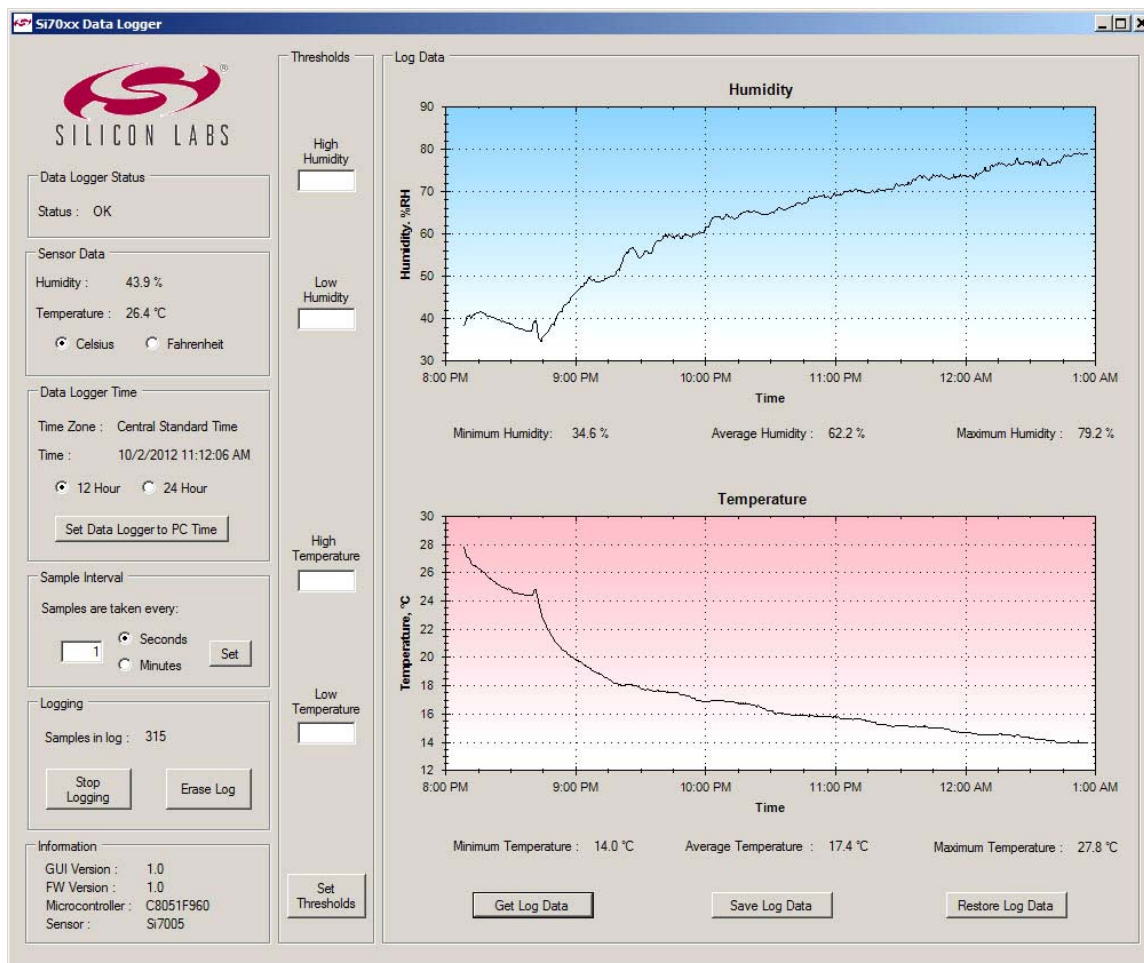 Si70xx Data Logger
SILICON LABS®
Data Logger Status
Status : OK
Sensor Data
Humidity : 43.9 %
Temperature : 26.4 °C
Celsius Fahrenheit
Data Logger Time
Time Zone : Central Standard Time
Time : 10/2/2012 11:12:06 AM
12 Hour 24 Hour
Set Data Logger to PC Time
Sample Interval
Samples are taken every:
1
Seconds
Minutes
Set
Logging
Samples in log : 315
Stop
Logging
Erase Log
Information
GUI Version : 1.0
FW Version : 1.0
Microcontroller : C8051F960
Sensor : Si7005
Thresholds
High
Humidity
Low
Humidity
High
Temperature
Low
Temperature
Set
Thresholds
Log Data
Humidity
Humidity. %RH
90
80
70
60
50
40
30
8:00 PM 9:00 PM 10:00 PM 11:00 PM 12:00 AM 1:00 AM
Time
Minimum Humidity: 34.6 % Average Humidity : 62.2 % Maximum Humidity : 79.2 %
Temperature
Temperature, °C
30
28
26
24
22
20
18
16
14
12
8:00 PM 9:00 PM 10:00 PM 11:00 PM 12:00 AM 1:00 AM
Time
Minimum Temperature : 14.0 °C Average Temperature : 17.4 °C Maximum Temperature : 27.8 °C
Get Log Data Save Log Data Restore Log Data